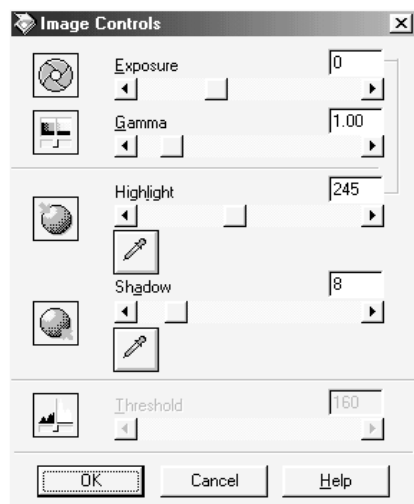 Image Controls
Exposure 0
Gamma 1.00
Highlight 245
Shadow 8
Threshold 160
OK Cancel Help